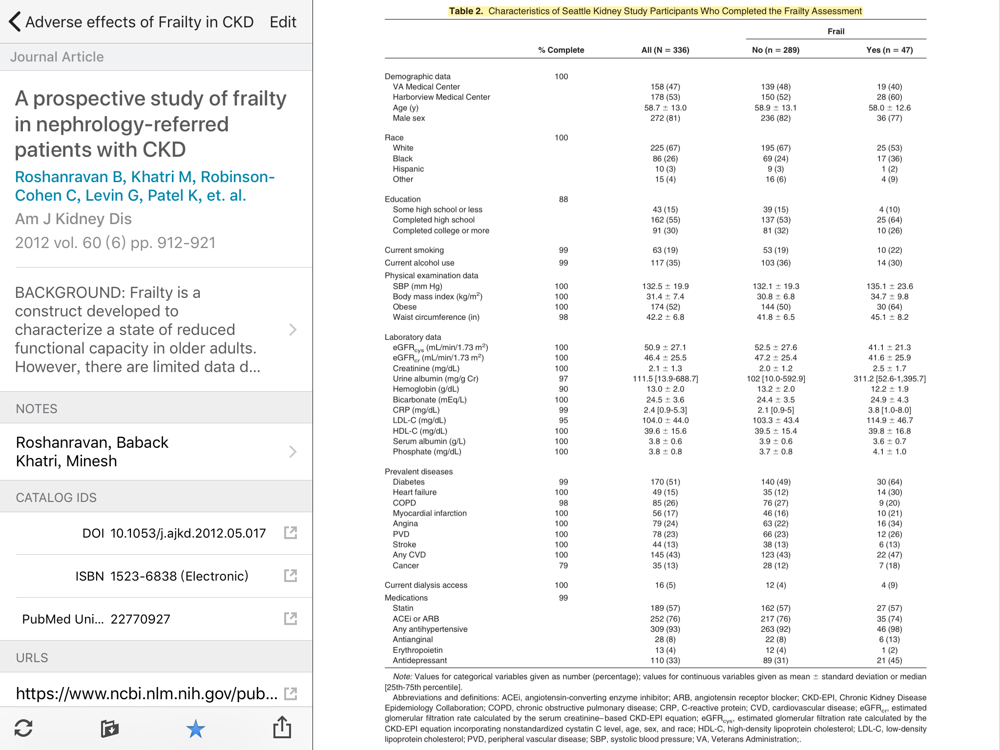 Adverse effects of Frailty in CKD Edit
Journal Article
A prospective study of frailty
in nephrology-referred
patients with CKD
Roshanravan B, Khatri M, Robinson-
Cohen C, Levin G, Patel K, et. al.
Am J Kidney Dis
2012 vol. 60 (6) pp. 912-921
BACKGROUND: Frailty is a
construct developed to
characterize a state of reduced
functional capacity in older adults.
However, there are limited data d...
NOTES
Roshanravan, Baback
Khatri, Minesh
CATALOG IDS
DOI 10.1053/j.ajkd.2012.05.017
ISBN 1523-6838 (Electronic)
PubMed Uni... 22770927
URLS
https://www.ncbi.nlm.nih.gov/pub...
Table 2. Characteristics of Seattle Kidney Study Participants Who Completed the Frailty Assessment
Frail
% Complete All (N = 336) No (n = 289) Yes (n = 47)
Demographic data 100
VA Medical Center 158 (47) 139 (48) 19 (40)
Harborview Medical Center 178 (53) 150 (52) 28 (60)
Age (y) 58.7 ± 13.0 58.9 ± 13.1 58.0 ± 12.6
Male sex 272 (81) 236 (82) 36 (77)
Race 100
White 225 (67) 195 (67) 25 (53)
Black 86 (26) 69 (24) 17 (36)
Hispanic 10 (3) 9 (3) 1 (2)
Other 15 (4) 16 (6) 4 (9)
Education 88
Some high school or less 43 (15) 39 (15) 4 (10)
Completed high school 162 (55) 137 (53) 25 (64)
Completed college or more 91 (30) 81 (32) 10 (26)
Current smoking 99 63 (19) 53 (19) 10 (22)
Current alcohol use 99 117 (35) 103 (36) 14 (30)
Physical examination data
SBP (mm Hg) 100 132.5 ± 19.9 132.1 ± 19.3 135.1 ± 23.6
Body mass index (kg/m²) 100 31.4 ± 7.4 30.8 ± 6.8 34.7 ± 9.8
Obese 100 174 (52) 144 (50) 30 (64)
Waist circumference (in) 98 42.2 ± 6.8 41.8 ± 6.5 45.1 ± 8.2
Laboratory data
eGFRcys (mL/min/1.73 m²) 100 50.9 ± 27.1 52.5 ± 27.6 41.1 ± 21.3
eGFRcr (mL/min/1.73 m²) 100 46.4 ± 25.5 47.2 ± 25.4 41.6 ± 25.9
Creatinine (mg/dL) 100 2.1 ± 1.3 2.0 ± 1.2 2.5 ± 1.7
Urine albumin (mg/g Cr) 97 111.5 [13.9-688.7] 102 [10.0-592.9] 311.2 [52.6-1,395.7]
Hemoglobin (g/dL) 90 13.0 ± 2.0 13.2 ± 2.0 12.2 ± 1.9
Bicarbonate (mEq/L) 100 24.5 ± 3.6 24.4 ± 3.5 24.9 ± 4.3
CRP (mg/dL) 99 2.4 [0.9-5.3] 2.1 [0.9-5] 3.8 [1.0-8.0]
LDL-C (mg/dL) 95 104.0 ± 44.0 103.3 ± 43.4 114.9 ± 46.7
HDL-C (mg/dL) 100 39.6 ± 15.6 39.5 ± 15.4 39.8 ± 16.8
Serum albumin (g/L) 100 3.8 ± 0.6 3.9 ± 0.6 3.6 ± 0.7
Phosphate (mg/dL) 100 3.8 ± 0.8 3.7 ± 0.8 4.1 ± 1.0
Prevalent diseases
Diabetes 99 170 (51) 140 (49) 30 (64)
Heart failure 100 49 (15) 35 (12) 14 (30)
COPD 98 85 (26) 76 (27) 9 (20)
Myocardial infarction 100 56 (17) 46 (16) 10 (21)
Angina 100 79 (24) 63 (22) 16 (34)
PVD 100 78 (23) 66 (23) 12 (26)
Stroke 100 44 (13) 38 (13) 6 (13)
Any CVD 100 145 (43) 123 (43) 22 (47)
Cancer 79 35 (13) 28 (12) 7 (18)
Current dialysis access 100 16 (5) 12 (4) 4 (9)
Medications 99
Statin 189 (57) 162 (57) 27 (57)
ACEi or ARB 252 (76) 217 (76) 35 (74)
Any antihypertensive 309 (93) 263 (92) 46 (98)
Antianginal 28 (8) 22 (8) 6 (13)
Erythropoietin 13 (4) 12 (4) 1 (2)
Antidepressant 110 (33) 89 (31) 21 (45)
Note: Values for categorical variables given as number (percentage); values for continuous variables given as mean ± standard deviation or median
[25th-75th percentile].
Abbreviations and definitions: ACEi, angiotensin-converting enzyme inhibitor; ARB, angiotensin receptor blocker; CKD-EPI, Chronic Kidney Disease
Epidemiology Collaboration; COPD, chronic obstructive pulmonary disease; CRP, C-reactive protein; CVD, cardiovascular disease; eGFRcr, estimated
glomerular filtration rate calculated by the serum creatinine–based CKD-EPI equation; eGFRcys, estimated glomerular filtration rate calculated by the
CKD-EPI equation incorporating nonstandardized cystatin C level, age, sex, and race; HDL-C, high-density lipoprotein cholesterol; LDL-C, low-density
lipoprotein cholesterol; PVD, peripheral vascular disease; SBP, systolic blood pressure; VA, Veterans Administration;.